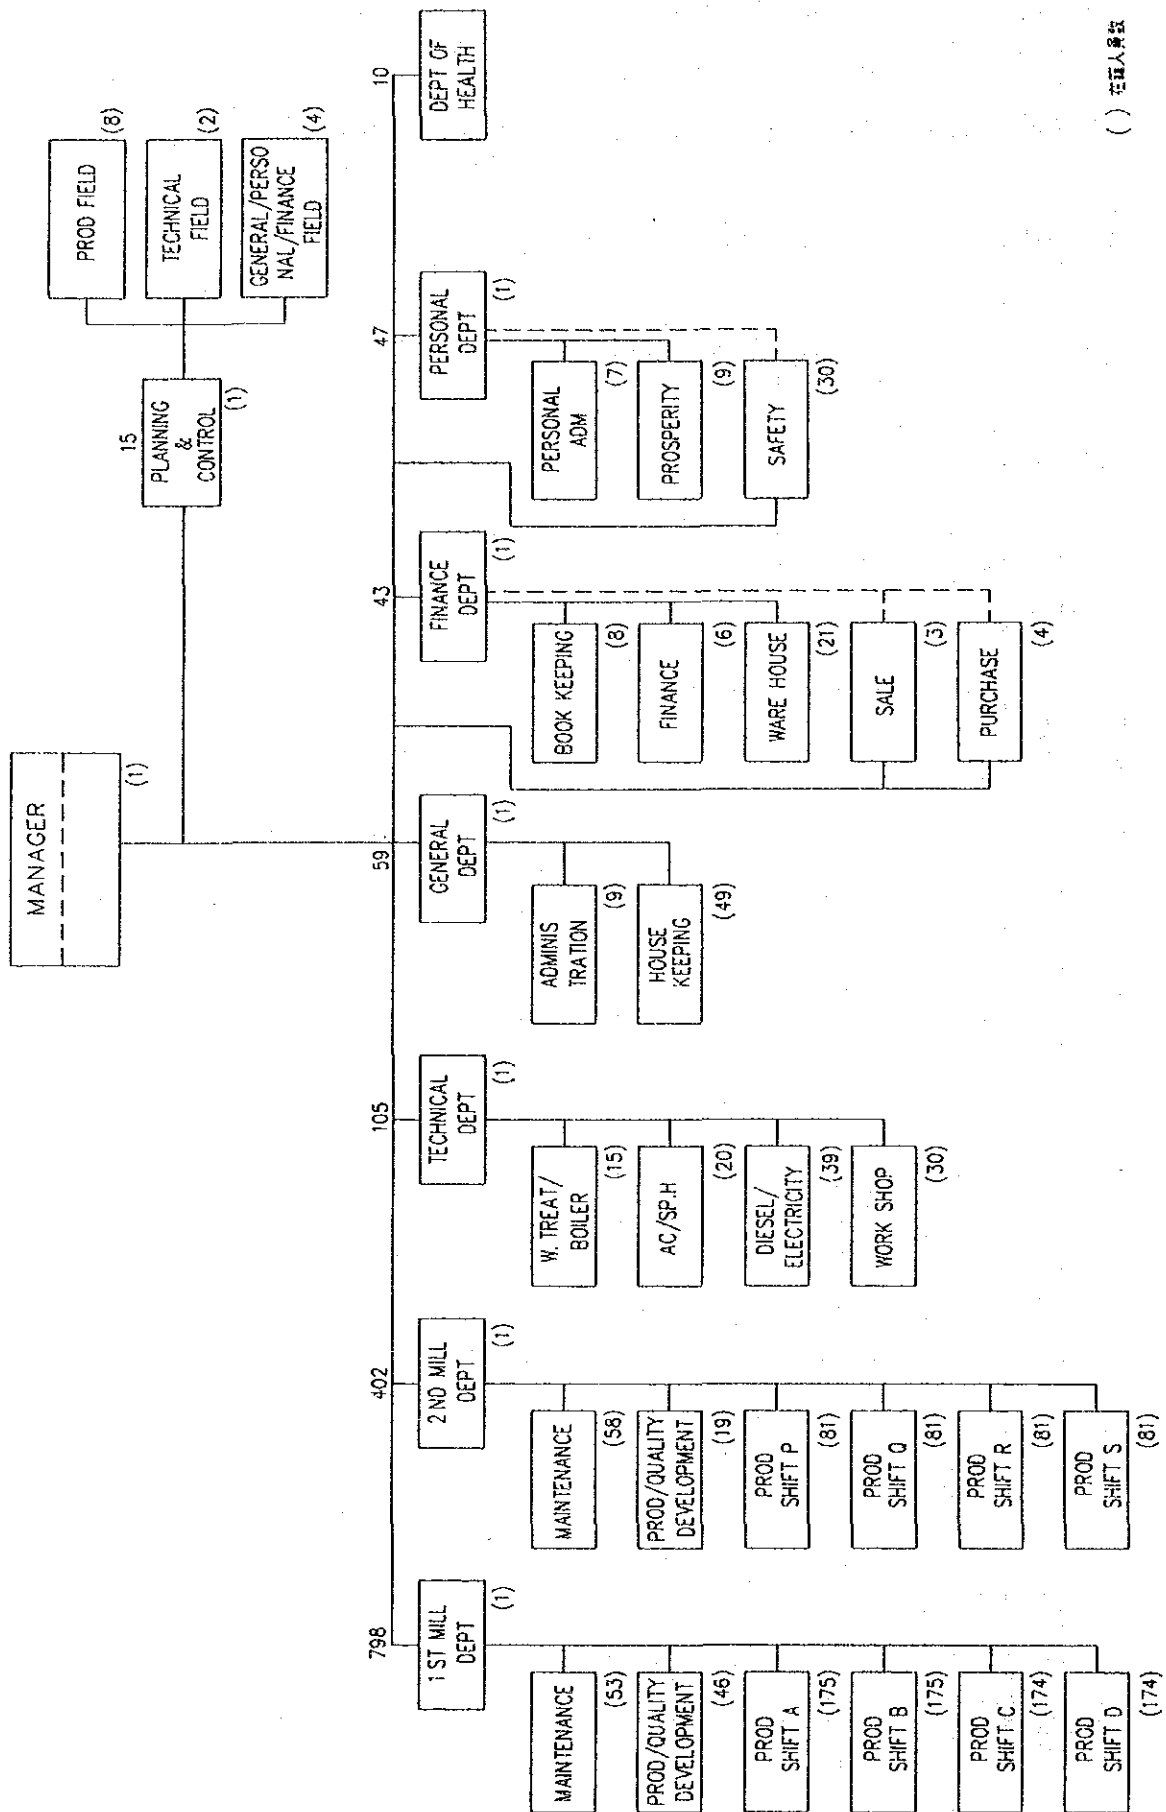 MANAGER
(1)
15
PLANNING
&
CONTROL
(1)
PROD FIELD
(8)
TECHNICAL
FIELD
(2)
GENERAL/PERSO
NAL/FINANCE
FIELD
(4)
798
1 ST MILL
DEPT
(1)
MAINTENANCE
(53)
PROD/QUALITY
DEVELOPMENT
(46)
PROD
SHIFT A
(175)
PROD
SHIFT B
(175)
PROD
SHIFT C
(174)
PROD
SHIFT D
(174)
402
2 ND MILL
DEPT
(1)
MAINTENANCE
(58)
PROD/QUALITY
DEVELOPMENT
(19)
PROD
SHIFT P
(81)
PROD
SHIFT Q
(81)
PROD
SHIFT R
(81)
PROD
SHIFT S
(81)
105
TECHNICAL
DEPT
(1)
W. TREAT/
BOILER
(15)
AC/SP.H
(20)
DIESEL/
ELECTRICITY
(39)
WORK SHOP
(30)
59
GENERAL
DEPT
(1)
ADMINIS
TRATION
(9)
HOUSE
KEEPING
(49)
43
FINANCE
DEPT
(1)
BOOK KEEPING
(8)
FINANCE
(6)
WARE HOUSE
(21)
SALE
(3)
PURCHASE
(4)
47
PERSONAL
DEPT
(1)
PERSONAL
ADM
(7)
PROSPERITY
(9)
SAFETY
(30)
10
DEPT OF
HEALTH
( ) 在籍人員数